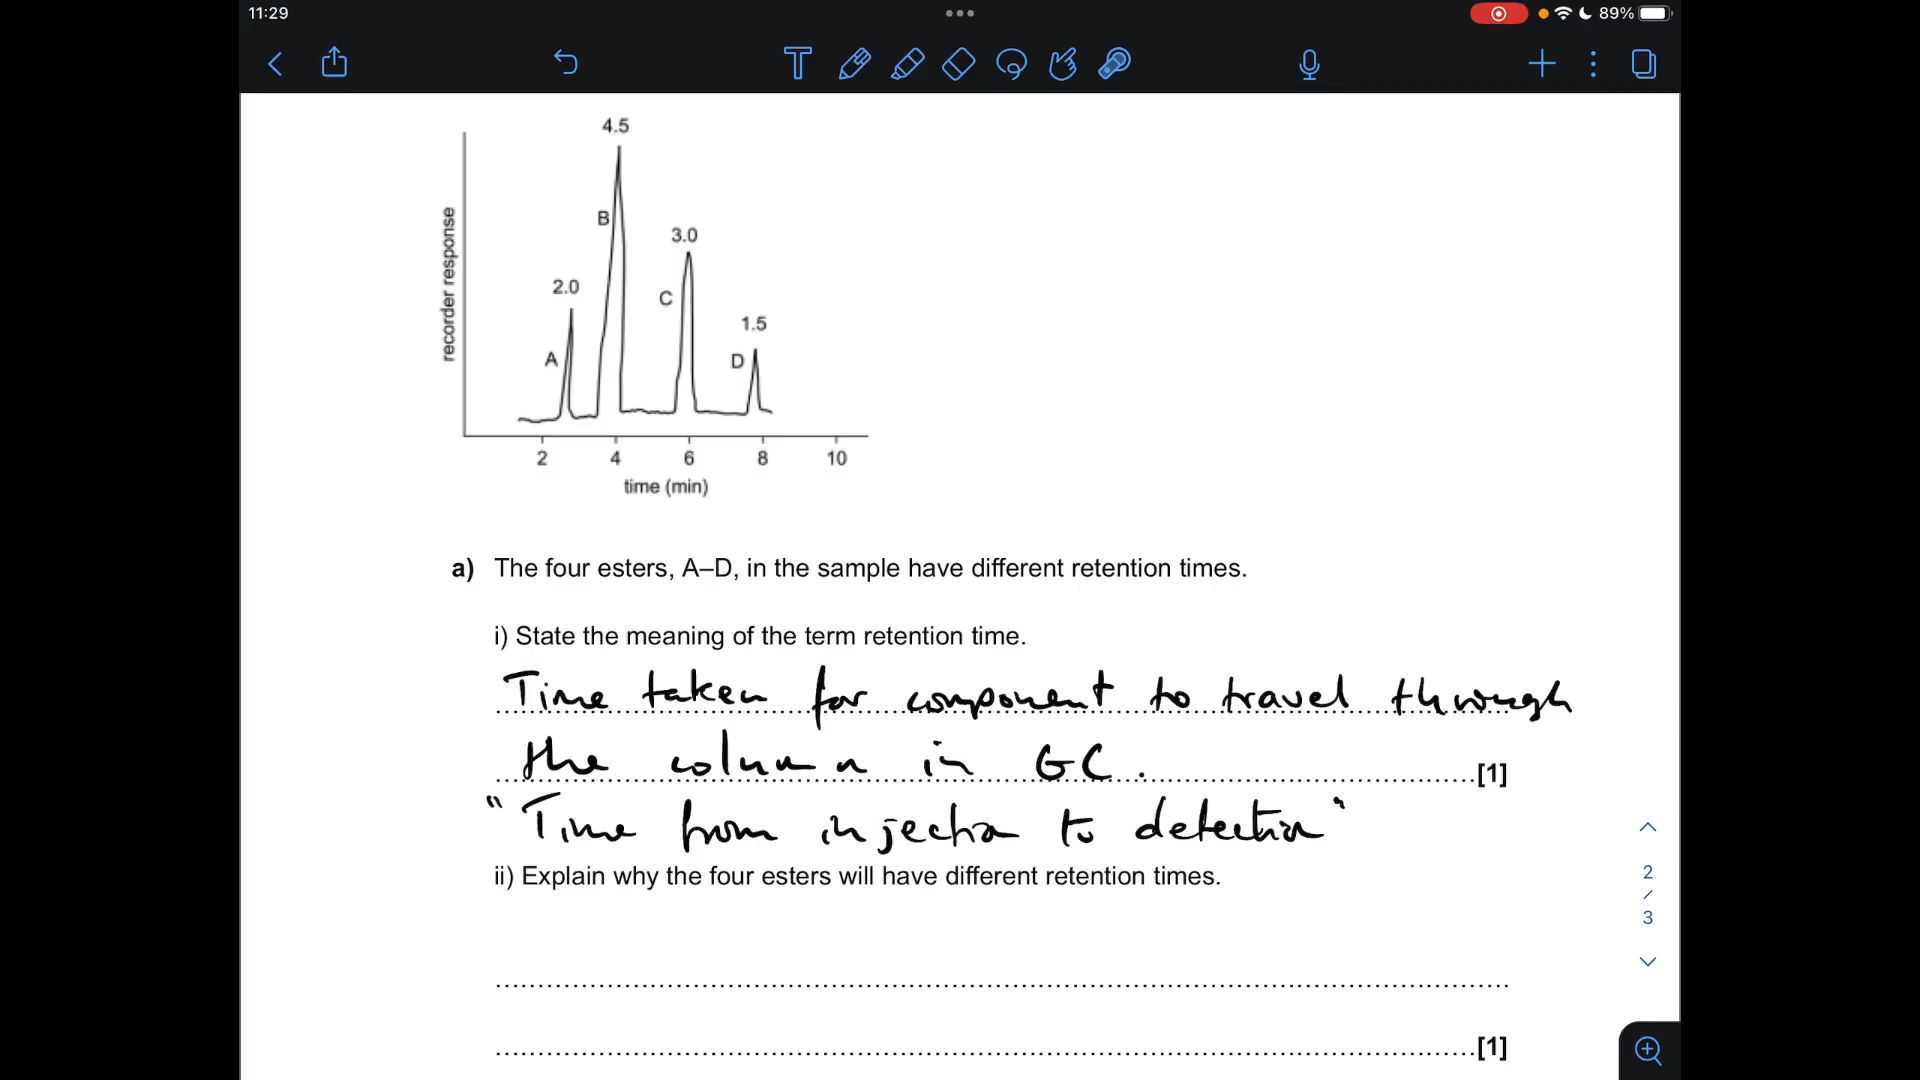 11:29
89%
4.5
B
3.0
2.0
C
1.5
A
D
recorder response
2 4 6 8 10
time (min)
a) The four esters, A–D, in the sample have different retention times.
i) State the meaning of the term retention time.
Time taken for component to travel through
the column in GC. [1]
"Time from injection to detection"
ii) Explain why the four esters will have different retention times.
[1]
2
/
3